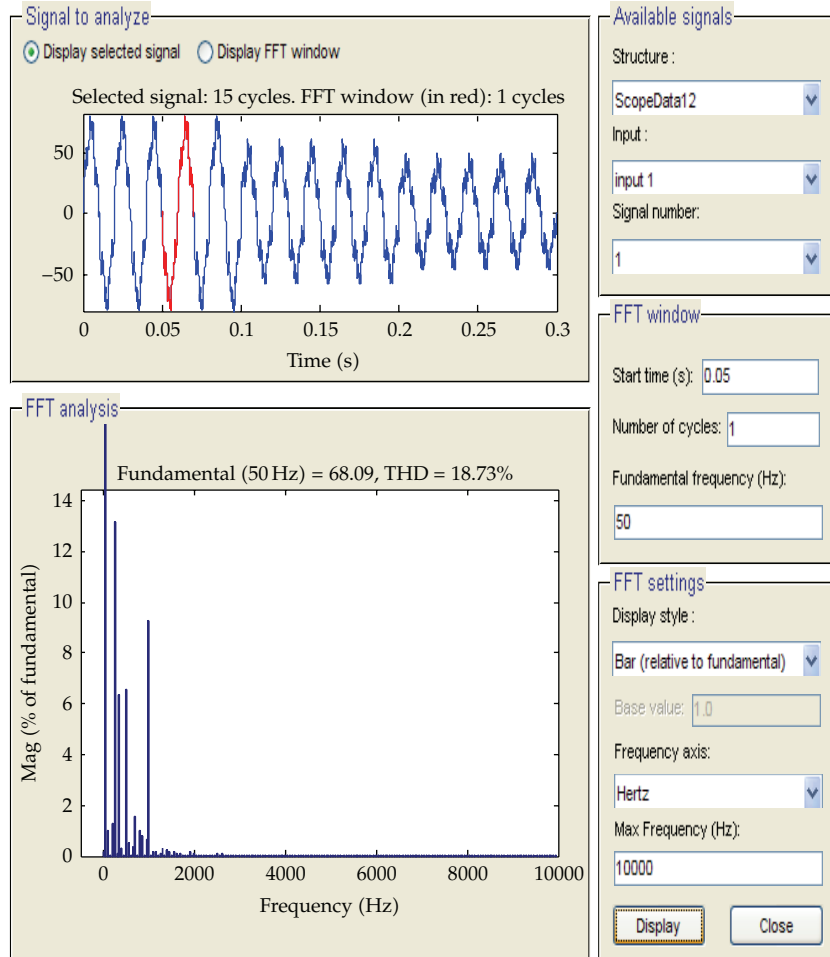 Signal to analyze
Display selected signal Display FFT window
Selected signal: 15 cycles. FFT window (in red): 1 cycles
50
0
−50
0 0.05 0.1 0.15 0.2 0.25 0.3
Time (s)
FFT analysis
Fundamental (50 Hz) = 68.09, THD = 18.73%
14
12
10
8
6
4
2
0
Mag (% of fundamental)
0 2000 4000 6000 8000 10000
Frequency (Hz)
Available signals
Structure :
ScopeData12
Input :
input 1
Signal number:
1
FFT window
Start time (s): 0.05
Number of cycles: 1
Fundamental frequency (Hz):
50
FFT settings
Display style :
Bar (relative to fundamental)
Base value: 1.0
Frequency axis:
Hertz
Max Frequency (Hz):
10000
Display Close